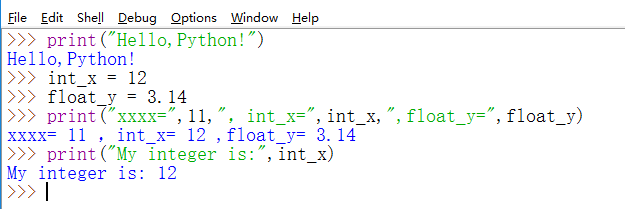 File Edit Shell Debug Options Window Help
>>> print("Hello,Python!")
Hello,Python!
>>> int_x = 12
>>> float_y = 3.14
>>> print("xxxx=",11,", int_x=",int_x,",float_y=",float_y)
xxxx= 11 , int_x= 12 ,float_y= 3.14
>>> print("My integer is:",int_x)
My integer is: 12
>>>